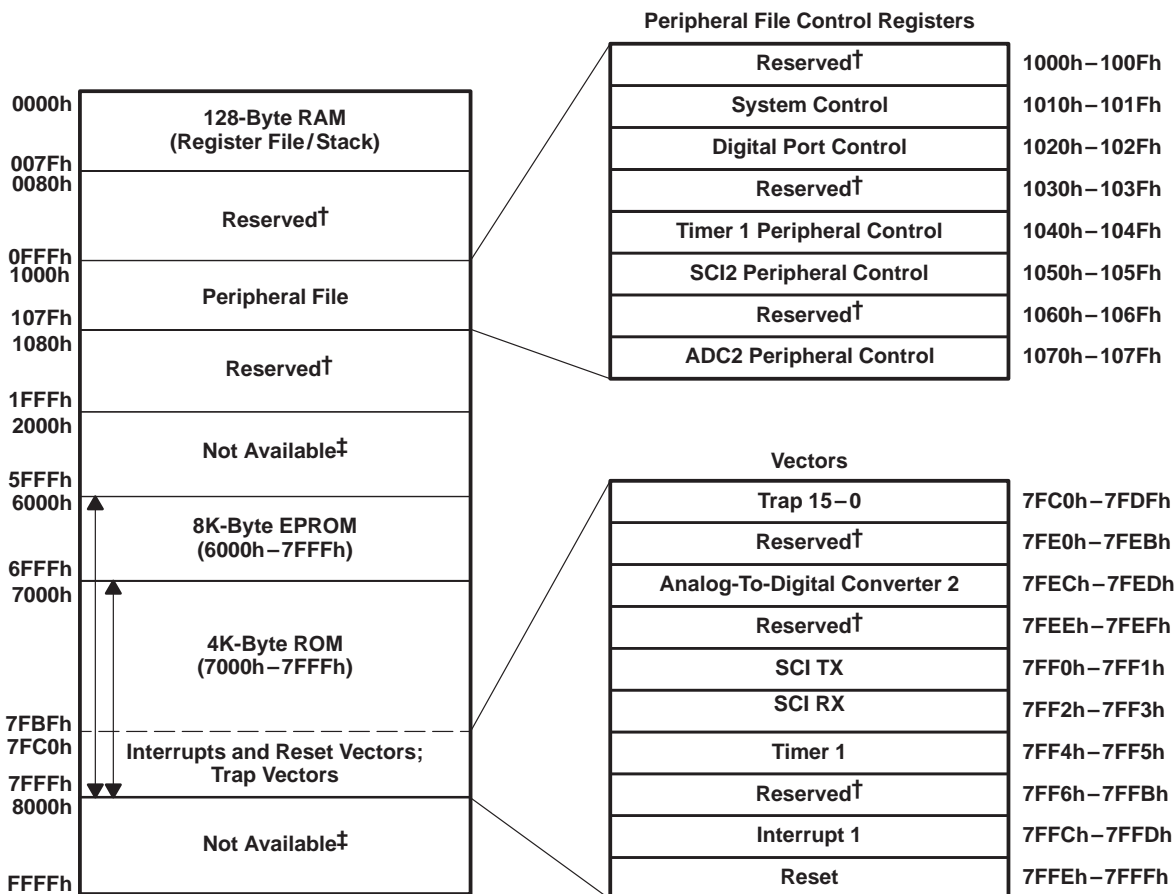 Peripheral File Control Registers
Reserved† 1000h–100Fh
System Control 1010h–101Fh
Digital Port Control 1020h–102Fh
Reserved† 1030h–103Fh
Timer 1 Peripheral Control 1040h–104Fh
SCI2 Peripheral Control 1050h–105Fh
Reserved† 1060h–106Fh
ADC2 Peripheral Control 1070h–107Fh
0000h
128-Byte RAM
(Register File/Stack)
007Fh
0080h
Reserved†
0FFFh
1000h
Peripheral File
107Fh
1080h
Reserved†
1FFFh
2000h
Not Available‡
5FFFh
6000h
8K-Byte EPROM
(6000h–7FFFh)
6FFFh
7000h
4K-Byte ROM
(7000h–7FFFh)
7FBFh
7FC0h
Interrupts and Reset Vectors;
Trap Vectors
7FFFh
8000h
Not Available‡
FFFFh
Vectors
Trap 15–0 7FC0h–7FDFh
Reserved† 7FE0h–7FEBh
Analog-To-Digital Converter 2 7FECh–7FEDh
Reserved† 7FEEh–7FEFh
SCI TX 7FF0h–7FF1h
SCI RX 7FF2h–7FF3h
Timer 1 7FF4h–7FF5h
Reserved† 7FF6h–7FFBh
Interrupt 1 7FFCh–7FFDh
Reset 7FFEh–7FFFh